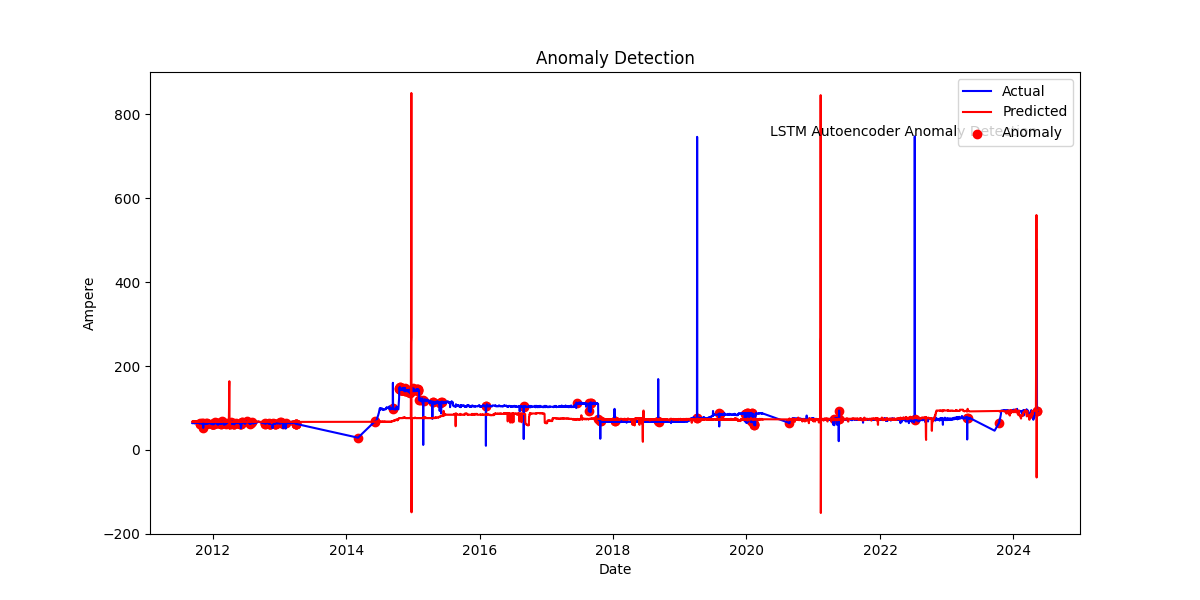 Anomaly Detection
800
600
400
200
0
−200
Ampere
LSTM Autoencoder Anomaly Detection
Actual
Predicted
Anomaly
2012 2014 2016 2018 2020 2022 2024
Date